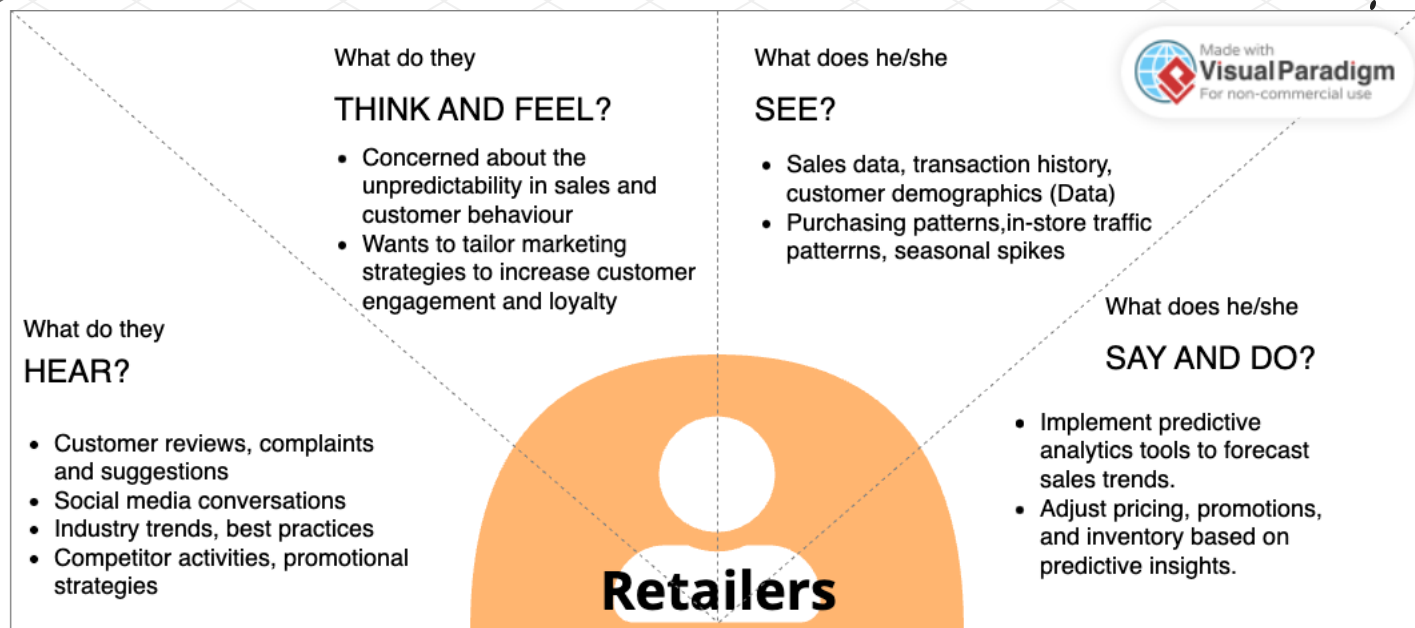 What do they
THINK AND FEEL?
• Concerned about the
unpredictability in sales and
customer behaviour
• Wants to tailor marketing
strategies to increase customer
engagement and loyalty
What does he/she
SEE?
• Sales data, transaction history,
customer demographics (Data)
• Purchasing patterns,in-store traffic
patterrns, seasonal spikes
Made with
VisualParadigm
For non-commercial use
What do they
HEAR?
• Customer reviews, complaints
and suggestions
• Social media conversations
• Industry trends, best practices
• Competitor activities, promotional
strategies
What does he/she
SAY AND DO?
• Implement predictive
analytics tools to forecast
sales trends.
• Adjust pricing, promotions,
and inventory based on
predictive insights.
Retailers